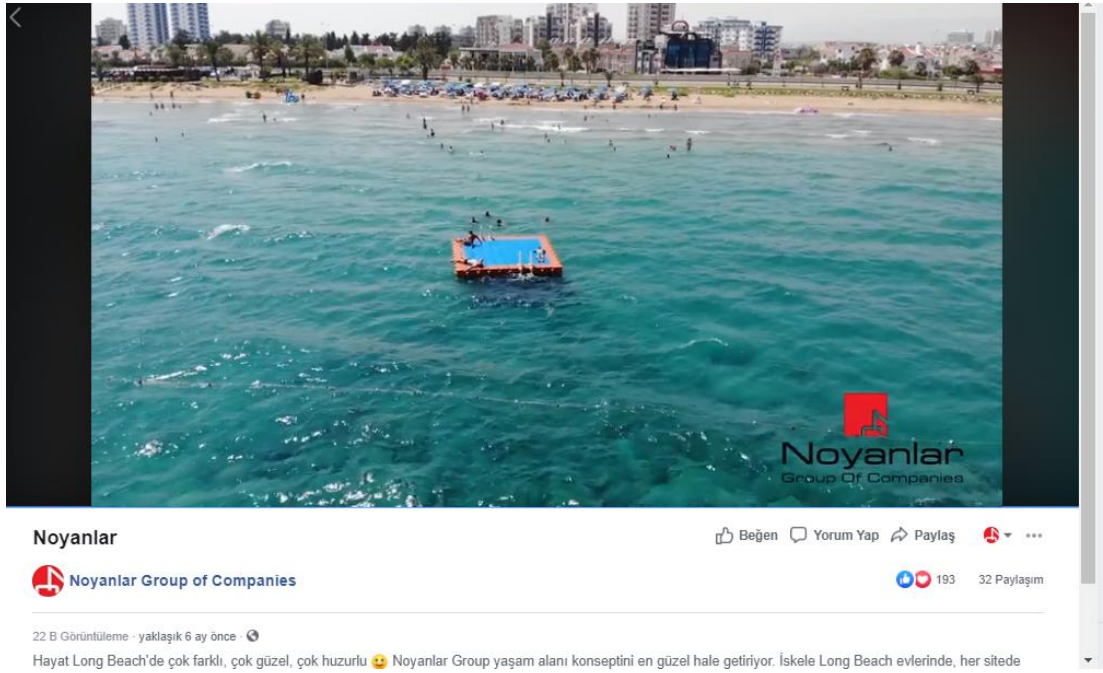 Noyanlar
Group Of Companies
Noyanlar
Beğen Yorum Yap Paylaş
Noyanlar Group of Companies
193 32 Paylaşım
22 B Görüntüleme · yaklaşık 6 ay önce ·
Hayat Long Beach'de çok farklı, çok güzel, çok huzurlu 😀 Noyanlar Group yaşam alanı konseptini en güzel hale getiriyor. İskele Long Beach evlerinde, her sitede